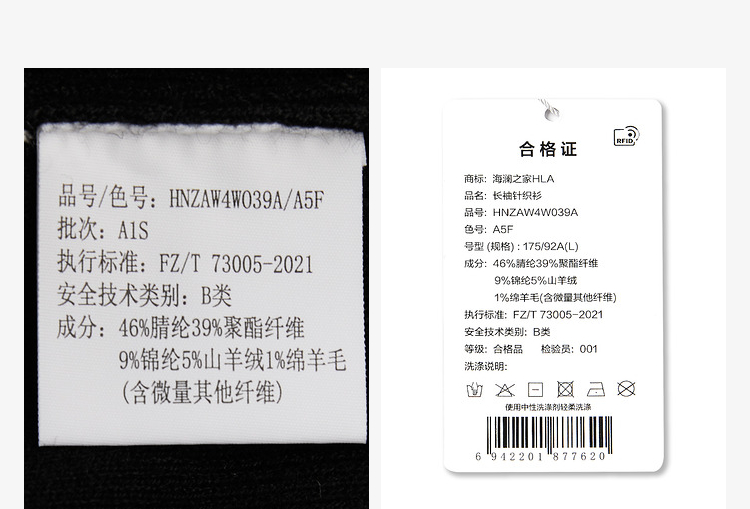 品号/色号: HNZAW4W039A/A5F
批次: A1S
执行标准: FZ/T 73005-2021
安全技术类别: B类
成分: 46%腈纶39%聚酯纤维
9%锦纶5%山羊绒1%绵羊毛
(含微量其他纤维)
合格证
RFID
商标: 海澜之家HLA
品名: 长袖针织衫
品号: HNZAW4W039A
色号: A5F
号型 (规格) : 175/92A(L)
成分: 46%腈纶39%聚酯纤维
9%锦纶5%山羊绒
1%绵羊毛(含微量其他纤维)
执行标准: FZ/T 73005-2021
安全技术类别: B类
等级: 合格品 检验员: 001
洗涤说明:
使用中性洗涤剂轻柔洗涤
6 942201 877620